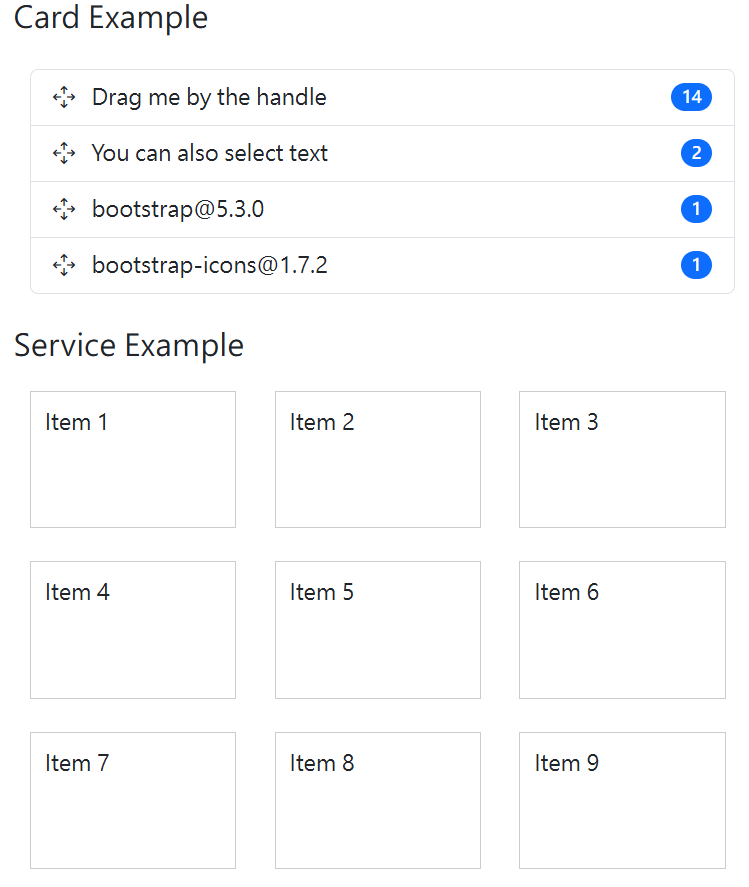 Card Example
Drag me by the handle 14
You can also select text 2
bootstrap@5.3.0 1
bootstrap-icons@1.7.2 1
Service Example
Item 1 Item 2 Item 3
Item 4 Item 5 Item 6
Item 7 Item 8 Item 9